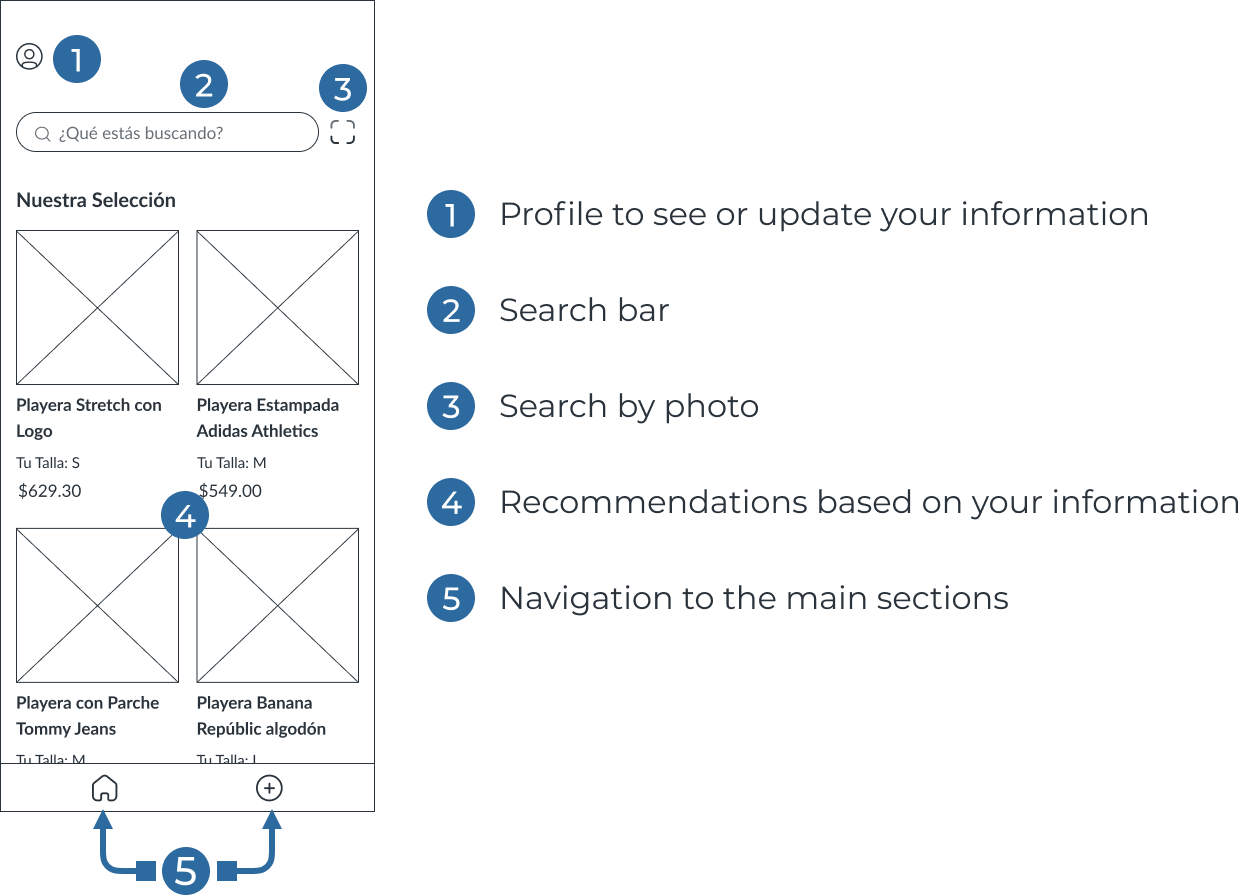 1
2
3
¿Qué estás buscando?
Nuestra Selección
Playera Stretch con
Logo
Tu Talla: S
$629.30
Playera Estampada
Adidas Athletics
Tu Talla: M
$549.00
4
Playera con Parche
Tommy Jeans
Tu Talla: M
Playera Banana
Repúblic algodón
Tu Talla: L
5
1 Profile to see or update your information
2 Search bar
3 Search by photo
4 Recommendations based on your information
5 Navigation to the main sections